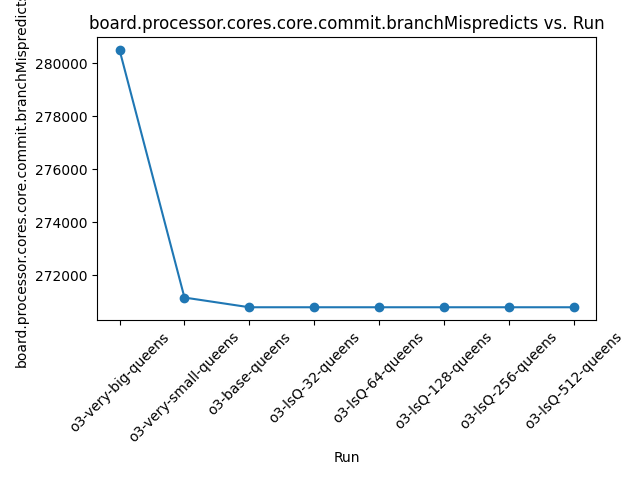 board.processor.cores.core.commit.branchMispredicts vs. Run
board.processor.cores.core.commit.branchMispredicts
280000
278000
276000
274000
272000
o3-very-big-queens
o3-very-small-queens
o3-base-queens
o3-lsQ-32-queens
o3-lsQ-64-queens
o3-lsQ-128-queens
o3-lsQ-256-queens
o3-lsQ-512-queens
Run